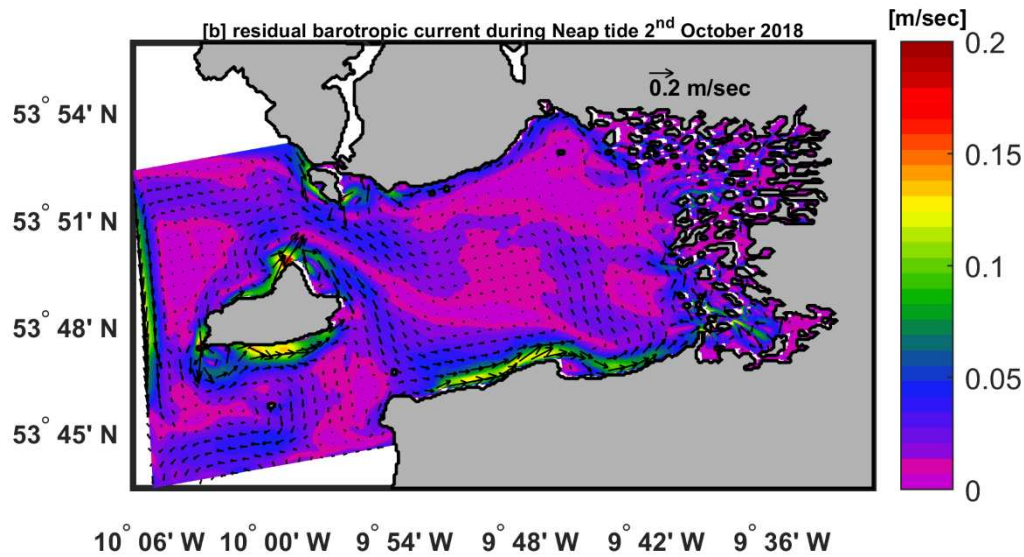 [m/sec]
[b] residual barotropic current during Neap tide 2nd October 2018
0.2 m/sec
0.2
0.15
0.1
0.05
0
53° 54' N
53° 51' N
53° 48' N
53° 45' N
10° 06' W 10° 00' W 9° 54' W 9° 48' W 9° 42' W 9° 36' W